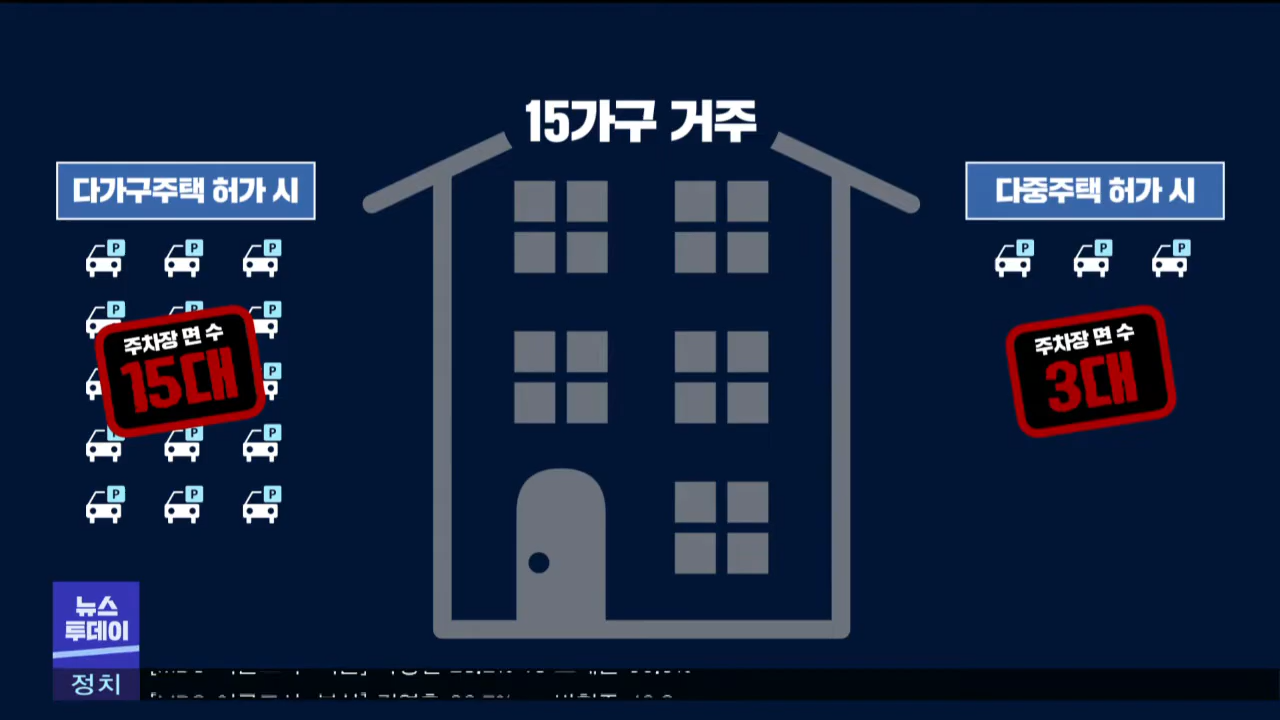 15가구 거주
다가구주택 허가 시
P P P
P P P
P
P P P
P P P
주차장 면 수
15대
다중주택 허가 시
P P P
주차장 면 수
3대
뉴스
투데이
정치